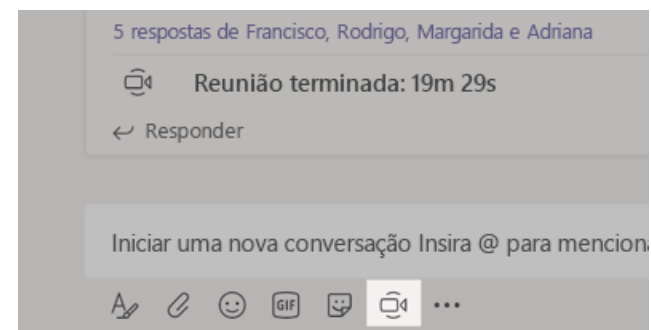 5 respostas de Francisco, Rodrigo, Margarida e Adriana
Reunião terminada: 19m 29s
Responder
Iniciar uma nova conversação Insira @ para menciona
GIF